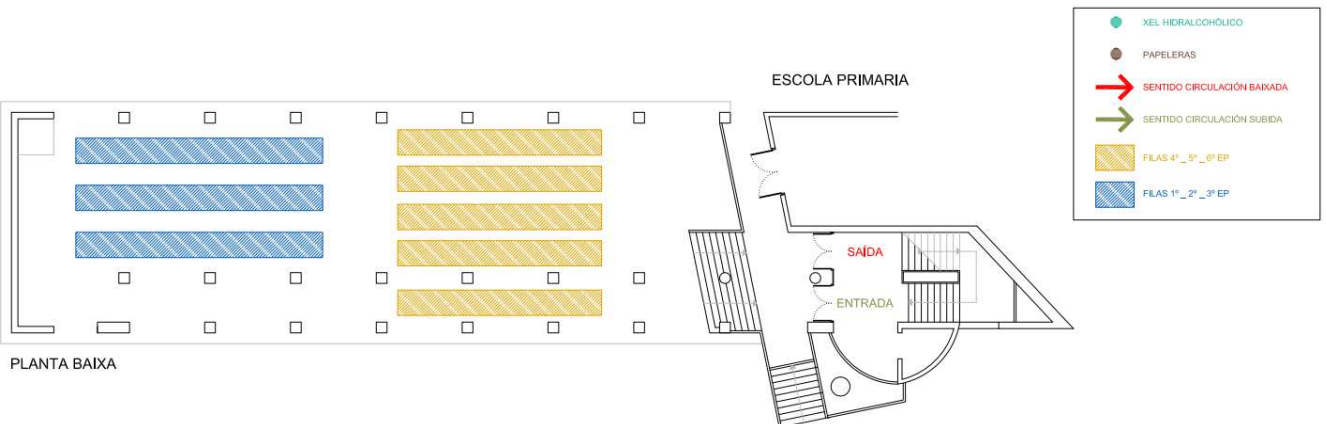 ESCOLA PRIMARIA
XEL HIDRALCOHÓLICO
PAPELERAS
SENTIDO CIRCULACIÓN BAIXADA
SENTIDO CIRCULACIÓN SUBIDA
FILAS 4º _ 5º _ 6º EP
FILAS 1º _ 2º _ 3º EP
SAÍDA
ENTRADA
PLANTA BAIXA